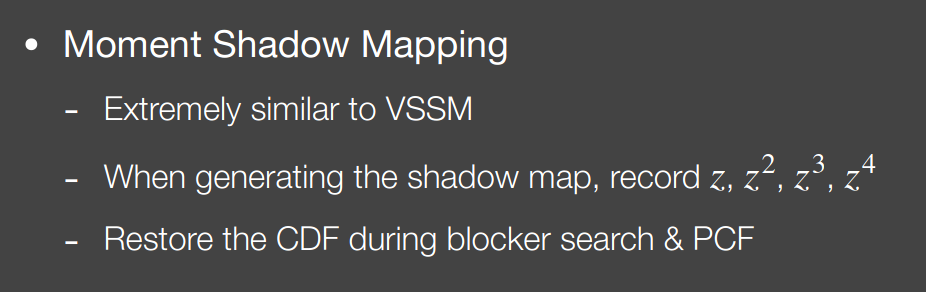 • Moment Shadow Mapping
- Extremely similar to VSSM
- When generating the shadow map, record z, z², z³, z⁴
- Restore the CDF during blocker search & PCF